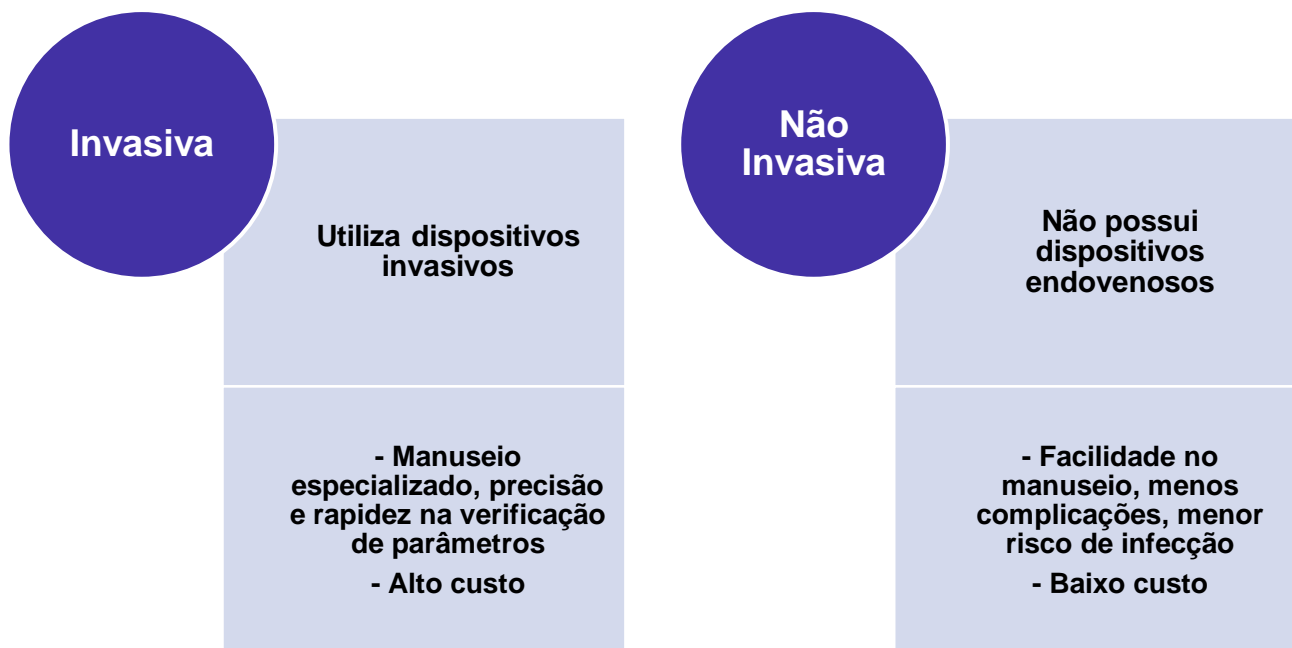 Invasiva
Utiliza dispositivos
invasivos
- Manuseio
especializado, precisão
e rapidez na verificação
de parâmetros
- Alto custo
Não
Invasiva
Não possui
dispositivos
endovenosos
- Facilidade no
manuseio, menos
complicações, menor
risco de infecção
- Baixo custo